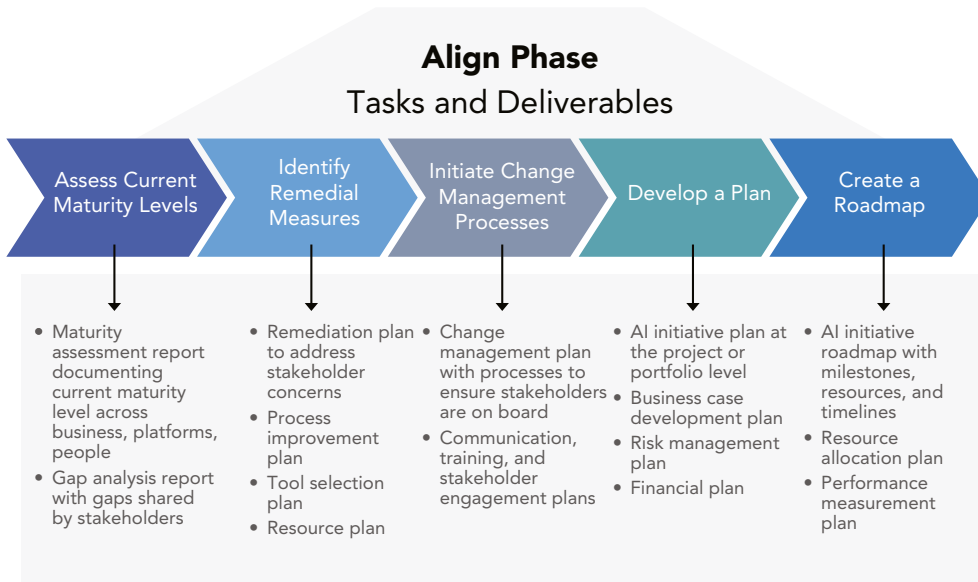 Align Phase
Tasks and Deliverables
Assess Current
Maturity Levels
Identify
Remedial
Measures
Initiate Change
Management
Processes
Develop a Plan
Create a
Roadmap
• Maturity
assessment report
documenting
current maturity
level across
business, platforms,
people
• Gap analysis report
with gaps shared
by stakeholders
• Remediation plan
to address
stakeholder
concerns
• Process
improvement
plan
• Tool selection
plan
• Resource plan
• Change
management plan
with processes to
ensure stakeholders
are on board
• Communication,
training, and
stakeholder
engagement plans
• AI initiative plan at
the project or
portfolio level
• Business case
development plan
• Risk management
plan
• Financial plan
• AI initiative
roadmap with
milestones,
resources, and
timelines
• Resource
allocation plan
• Performance
measurement
plan